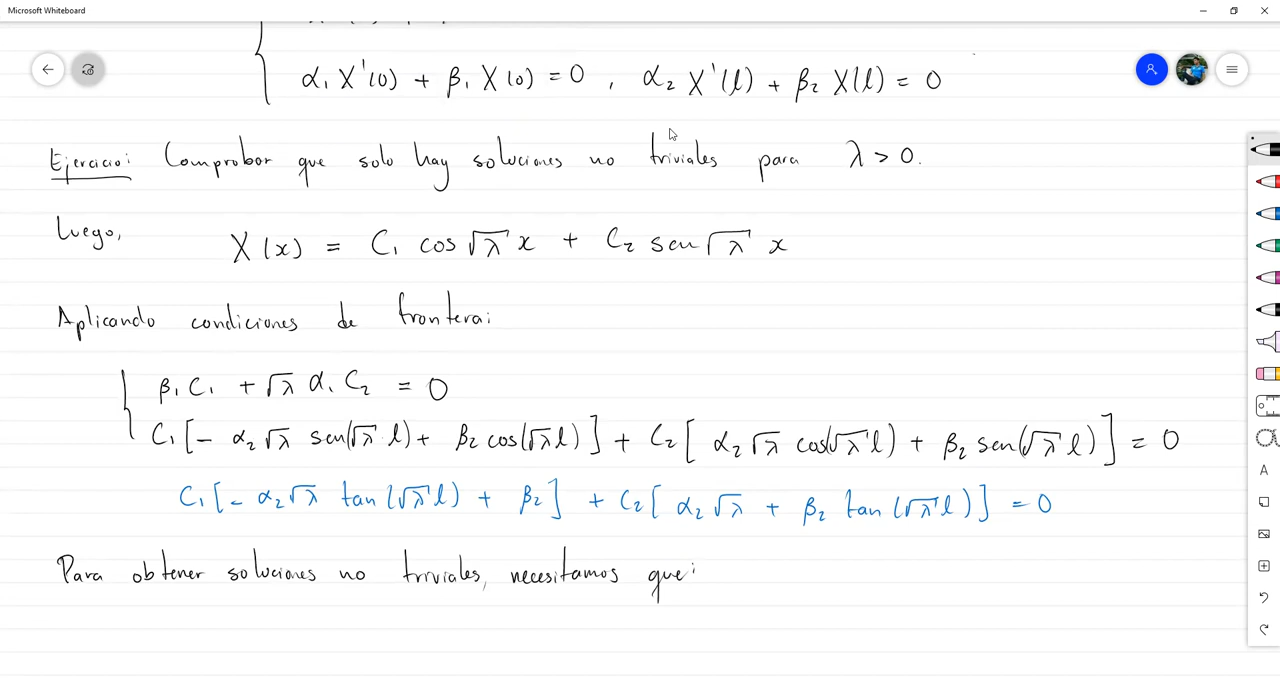 Microsoft Whiteboard
α₁ X'(0) + β₁ X(0) = 0 , α₂ X'(l) + β₂ X(l) = 0
Ejercicio: Comprobar que solo hay soluciones no triviales para λ > 0.
Luego,
X(x) = C₁ cos √λ x + C₂ sen √λ x
Aplicando condiciones de frontera:
β₁ C₁ + √λ α₁ C₂ = 0
C₁[- α₂ √λ sen(√λ l) + β₂ cos(√λ l)] + C₂[ α₂ √λ cos(√λ l) + β₂ sen(√λ l)] = 0
C₁[- α₂ √λ tan(√λ l) + β₂] + C₂[ α₂ √λ + β₂ tan(√λ l)] = 0
Para obtener soluciones no triviales, necesitamos que:
A